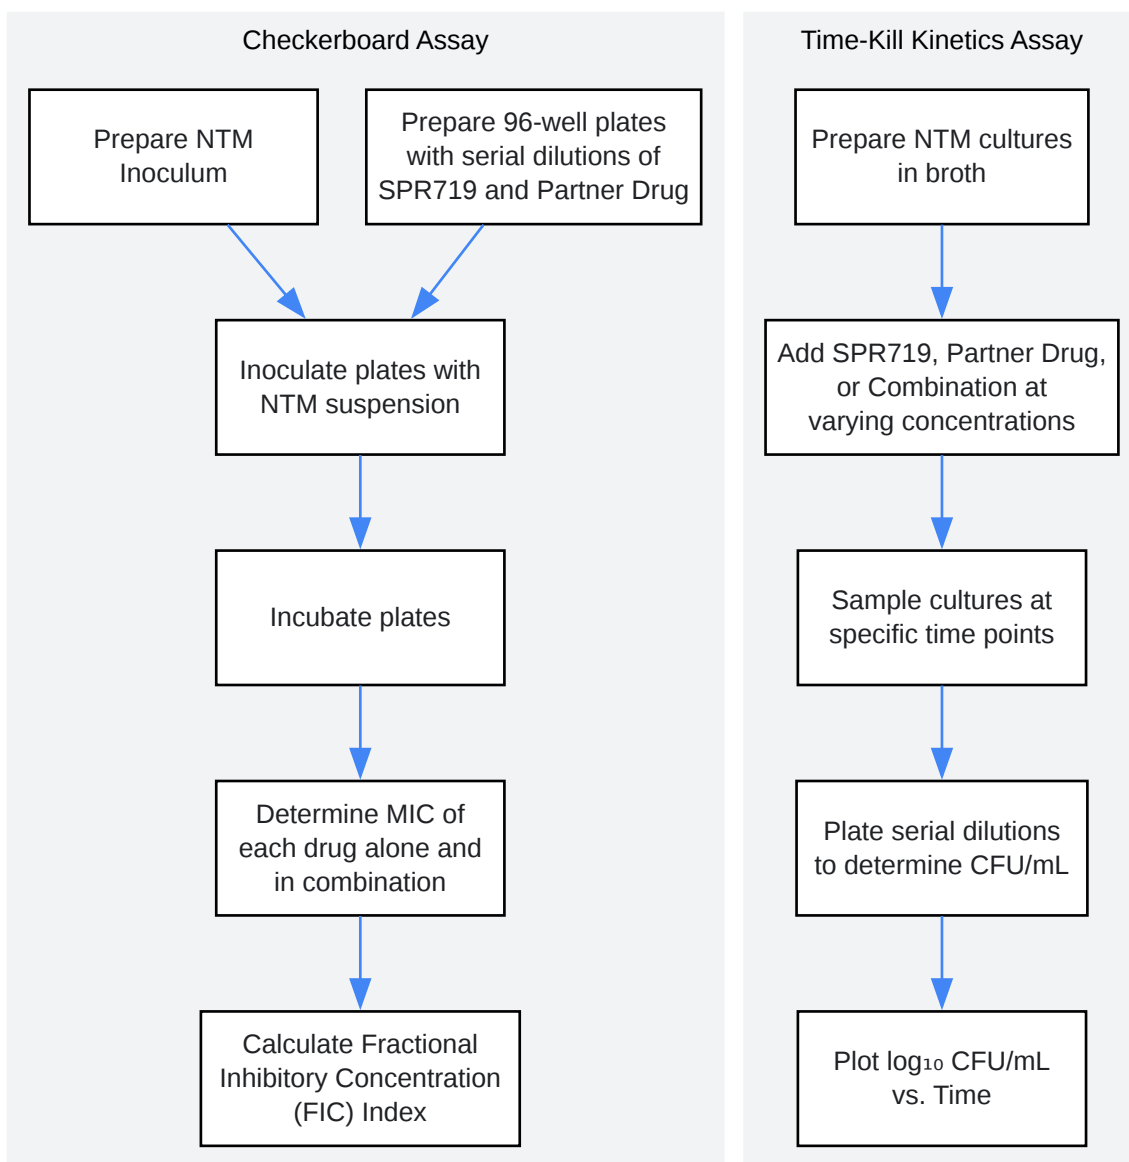 Checkerboard Assay
Prepare NTM
Inoculum
Prepare 96-well plates
with serial dilutions of
SPR719 and Partner Drug
Inoculate plates with
NTM suspension
Incubate plates
Determine MIC of
each drug alone and
in combination
Calculate Fractional
Inhibitory Concentration
(FIC) Index
Time-Kill Kinetics Assay
Prepare NTM cultures
in broth
Add SPR719, Partner Drug,
or Combination at
varying concentrations
Sample cultures at
specific time points
Plate serial dilutions
to determine CFU/mL
Plot log₁₀ CFU/mL
vs. Time